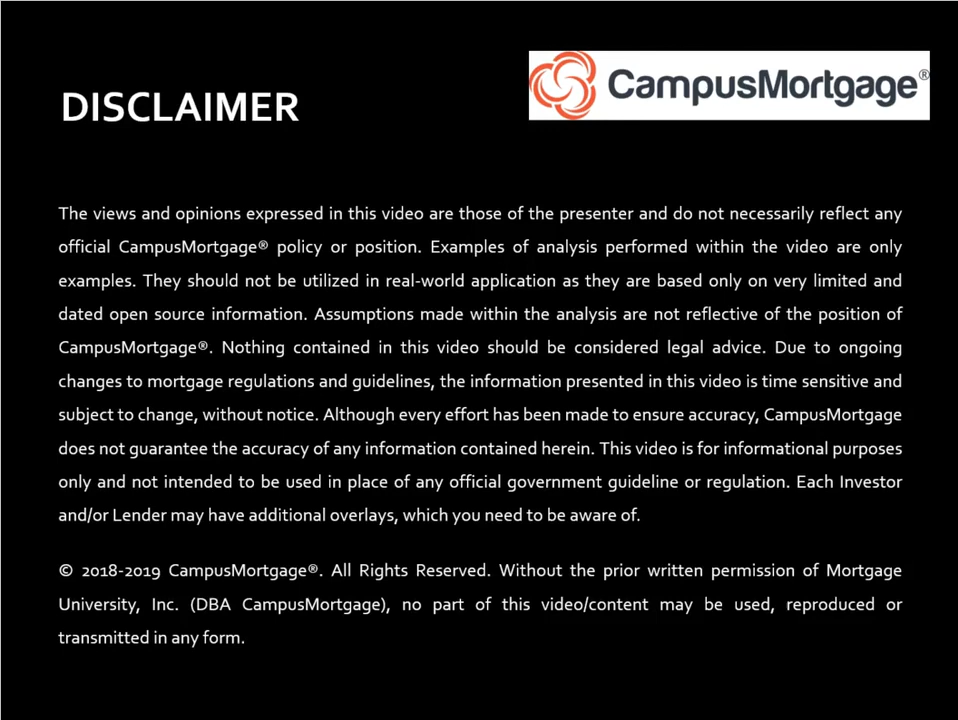 CampusMortgage®
DISCLAIMER
The views and opinions expressed in this video are those of the presenter and do not necessarily reflect any
official CampusMortgage® policy or position. Examples of analysis performed within the video are only
examples. They should not be utilized in real-world application as they are based only on very limited and
dated open source information. Assumptions made within the analysis are not reflective of the position of
CampusMortgage®. Nothing contained in this video should be considered legal advice. Due to ongoing
changes to mortgage regulations and guidelines, the information presented in this video is time sensitive and
subject to change, without notice. Although every effort has been made to ensure accuracy, CampusMortgage
does not guarantee the accuracy of any information contained herein. This video is for informational purposes
only and not intended to be used in place of any official government guideline or regulation. Each Investor
and/or Lender may have additional overlays, which you need to be aware of.
© 2018-2019 CampusMortgage®. All Rights Reserved. Without the prior written permission of Mortgage
University, Inc. (DBA CampusMortgage), no part of this video/content may be used, reproduced or
transmitted in any form.